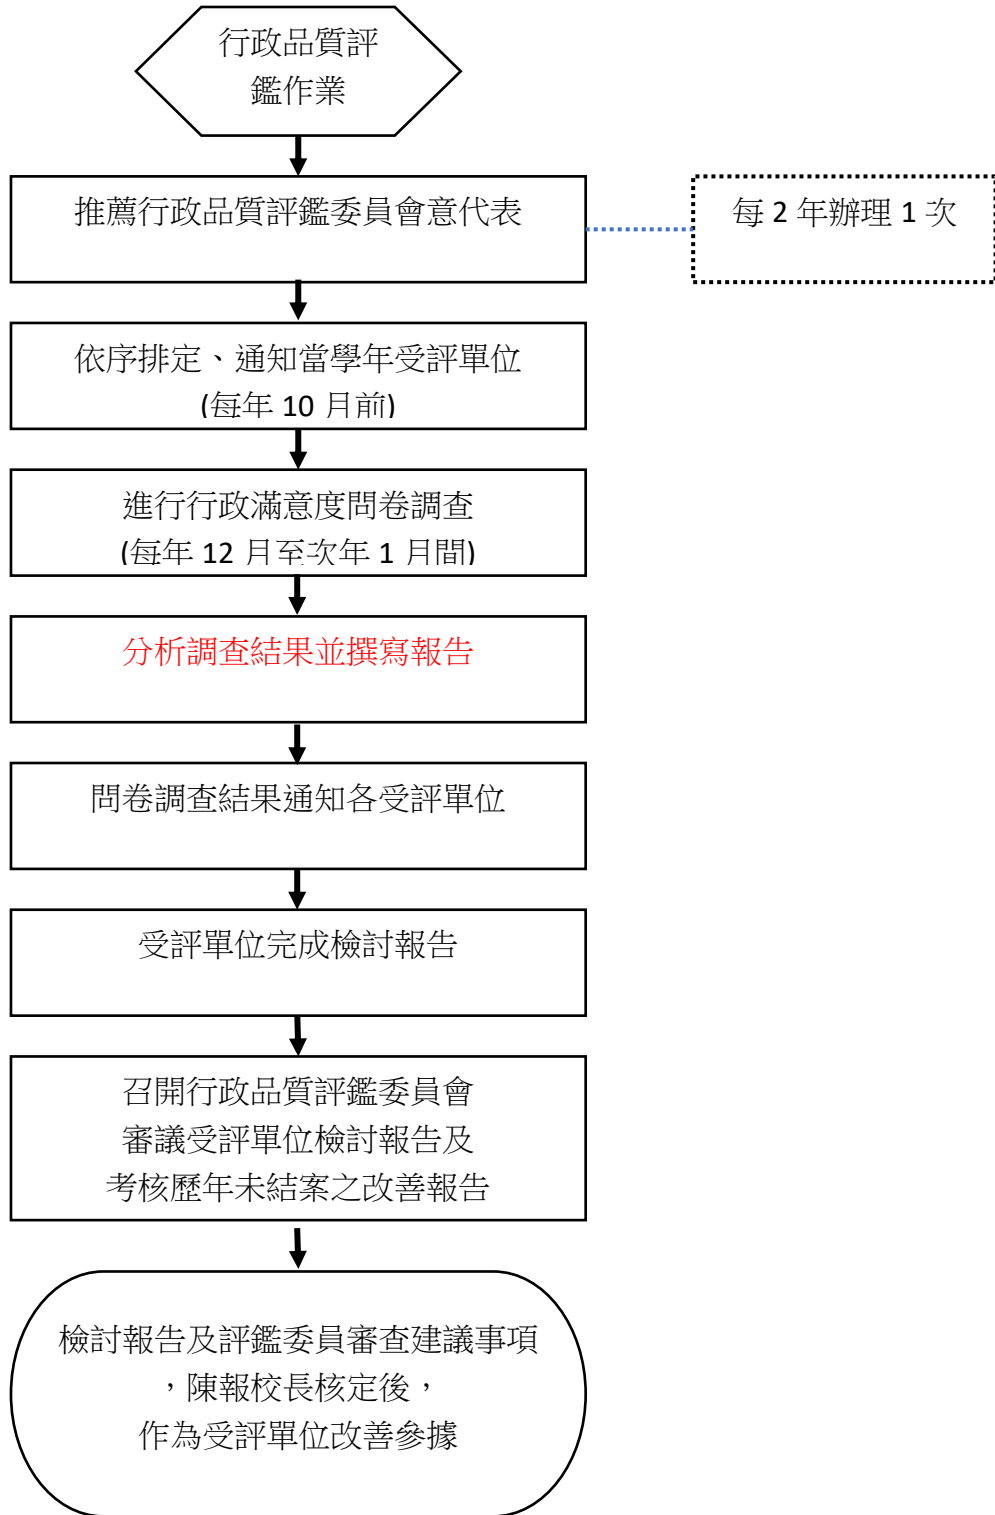 行政品質評
鑑作業
推薦行政品質評鑑委員會意代表
每 2 年辦理 1 次
依序排定、通知當學年受評單位
(每年 10 月前)
進行行政滿意度問卷調查
(每年 12 月至次年 1 月間)
分析調查結果並撰寫報告
問卷調查結果通知各受評單位
受評單位完成檢討報告
召開行政品質評鑑委員會
審議受評單位檢討報告及
考核歷年未結案之改善報告
檢討報告及評鑑委員審查建議事項
，陳報校長核定後，
作為受評單位改善參據